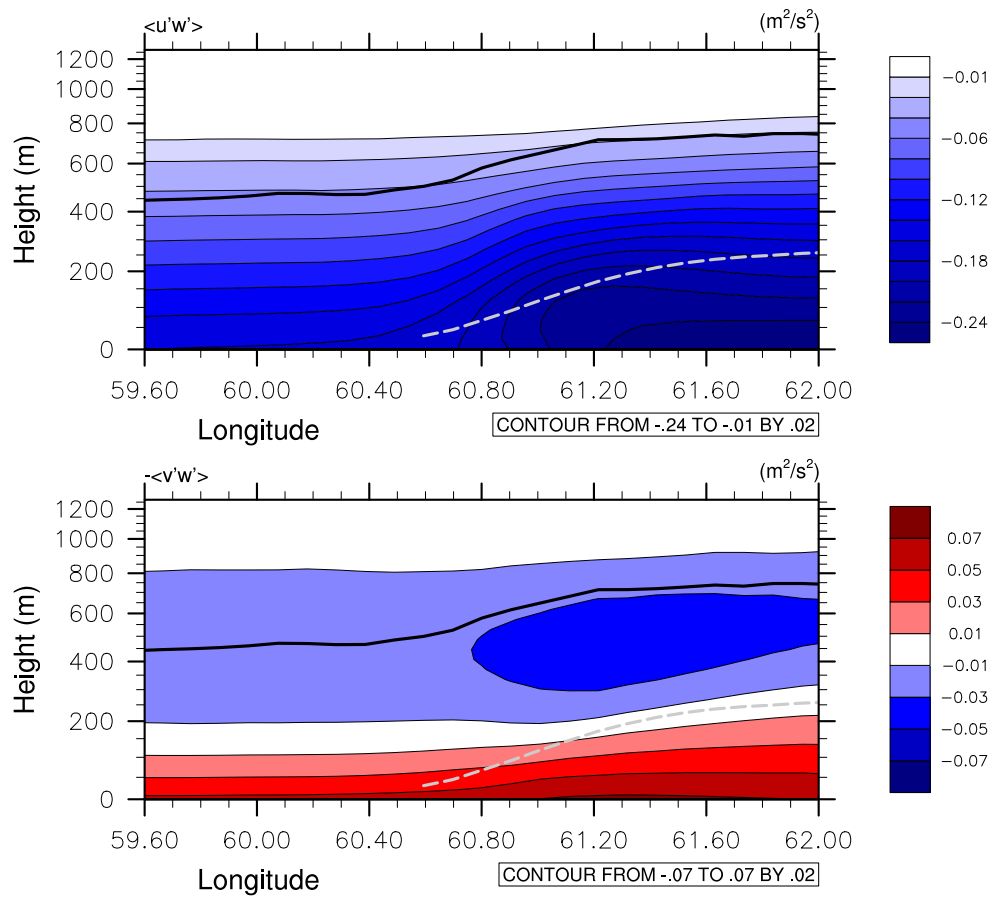 <u'w'> (m²/s²)
1200
1000
800
600
400
200
0
Height (m)
59.60 60.00 60.40 60.80 61.20 61.60 62.00
Longitude
CONTOUR FROM -.24 TO -.01 BY .02
−0.01
−0.06
−0.12
−0.18
−0.24
-<v'w'> (m²/s²)
1200
1000
800
600
400
200
0
Height (m)
59.60 60.00 60.40 60.80 61.20 61.60 62.00
Longitude
CONTOUR FROM -.07 TO .07 BY .02
0.07
0.05
0.03
0.01
−0.01
−0.03
−0.05
−0.07